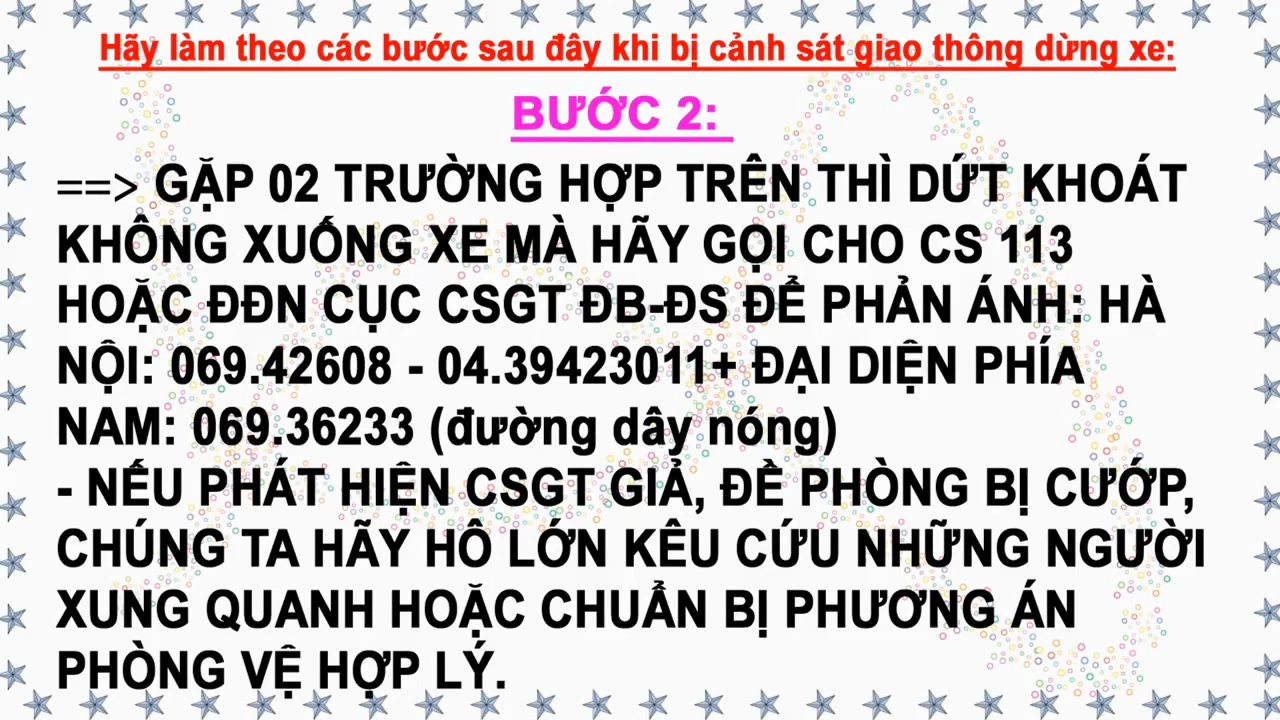 Hãy làm theo các bước sau đây khi bị cảnh sát giao thông dừng xe:
BƯỚC 2:
==> GẶP 02 TRƯỜNG HỢP TRÊN THÌ DỨT KHOÁT
KHÔNG XUỐNG XE MÀ HÃY GỌI CHO CS 113
HOẶC ĐĐN CỤC CSGT ĐB-ĐS ĐỂ PHẢN ÁNH: HÀ
NỘI: 069.42608 - 04.39423011+ ĐẠI DIỆN PHÍA
NAM: 069.36233 (đường dây nóng)
- NẾU PHÁT HIỆN CSGT GIẢ, ĐỀ PHÒNG BỊ CƯỚP,
CHÚNG TA HÃY HÔ LỚN KÊU CỨU NHỮNG NGƯỜI
XUNG QUANH HOẶC CHUẨN BỊ PHƯƠNG ÁN
PHÒNG VỆ HỢP LÝ.